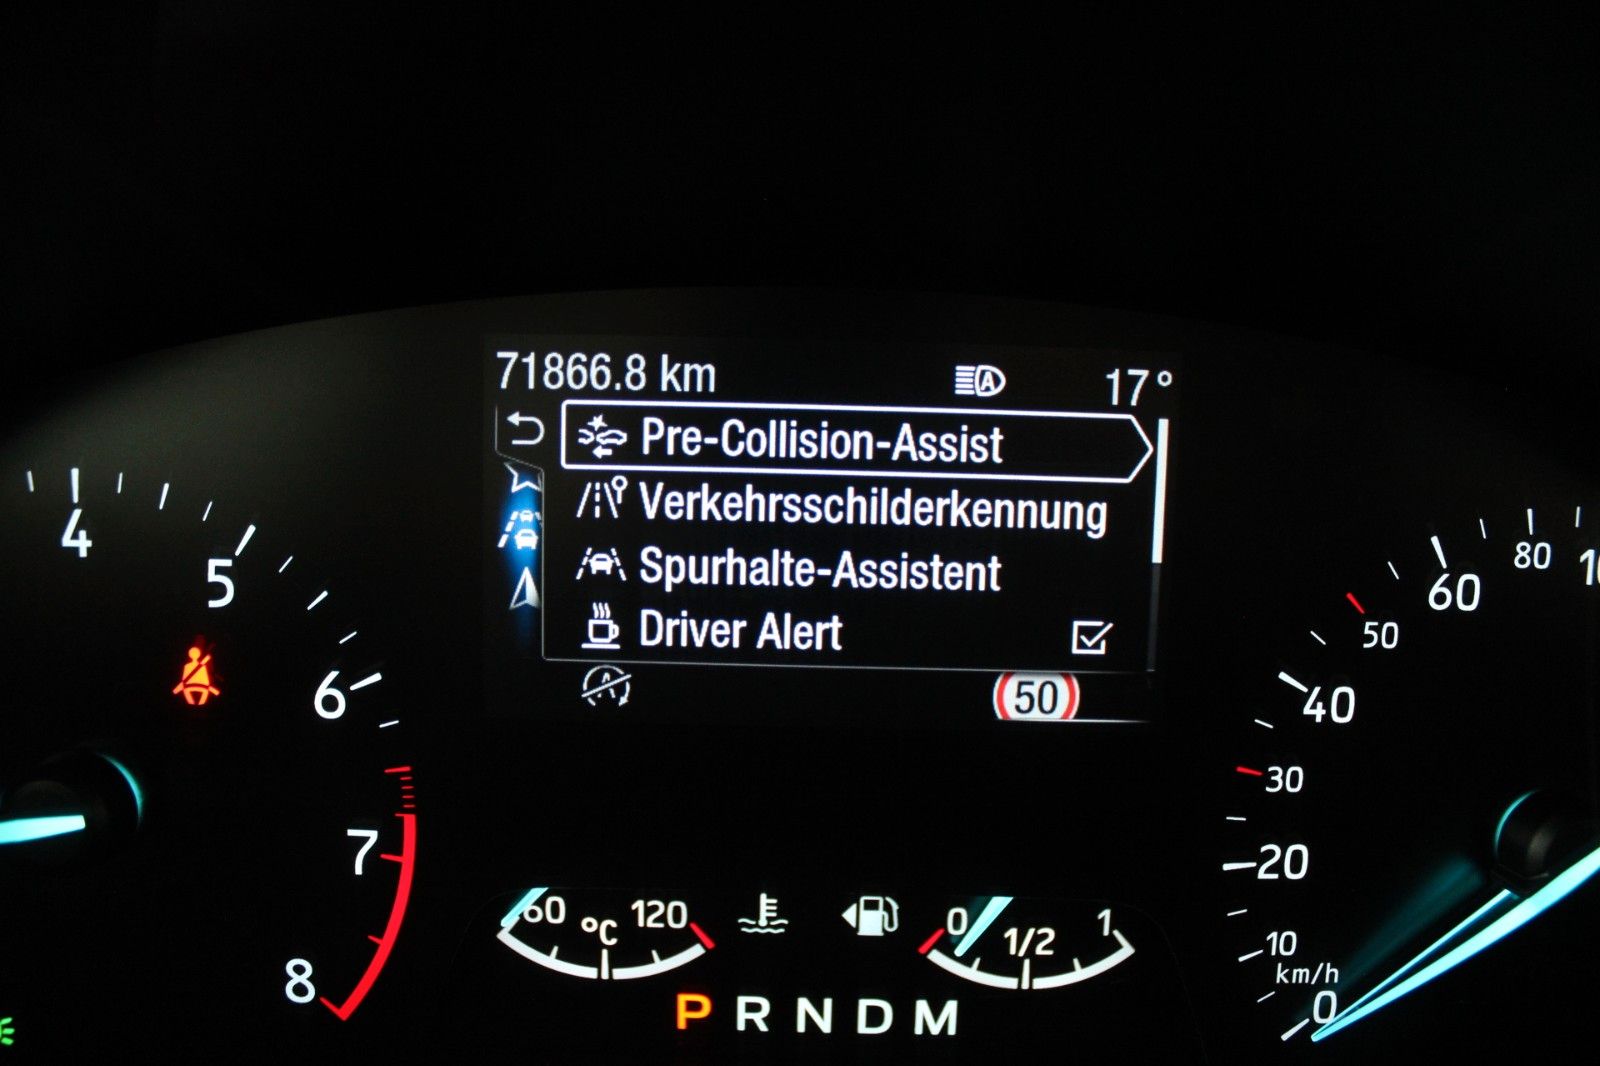 71866.8 km
17°
Pre-Collision-Assist
Verkehrsschilderkennung
Spurhalte-Assistent
Driver Alert
A
50
4
5
6
7
8
60 °C 120
0 1/2 1
P R N D M
0
km/h
10
20
30
40
50
60
80